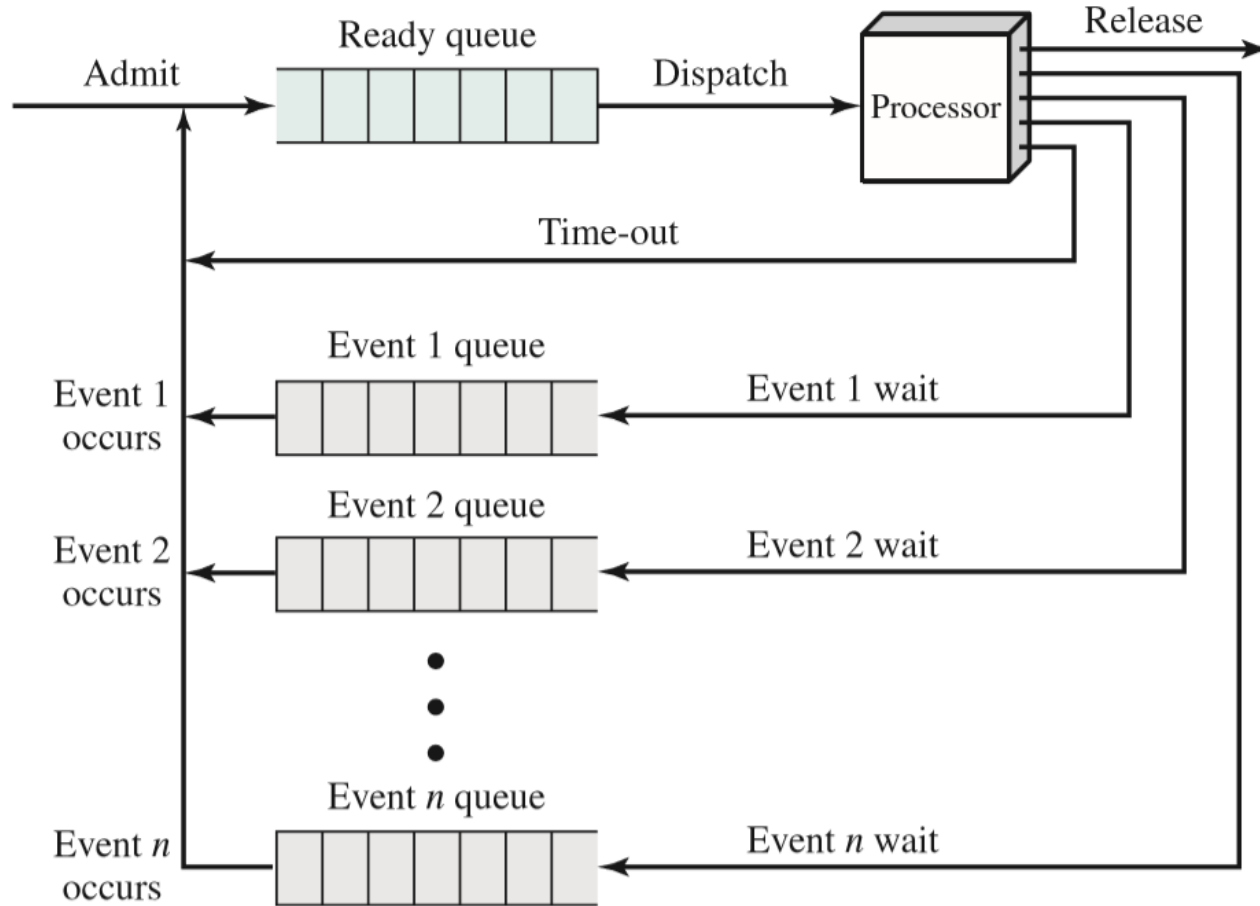 Release
Ready queue
Admit
Dispatch
Processor
Time-out
Event 1 queue
Event 1
occurs
Event 1 wait
Event 2 queue
Event 2
occurs
Event 2 wait
Event n queue
Event n
occurs
Event n wait